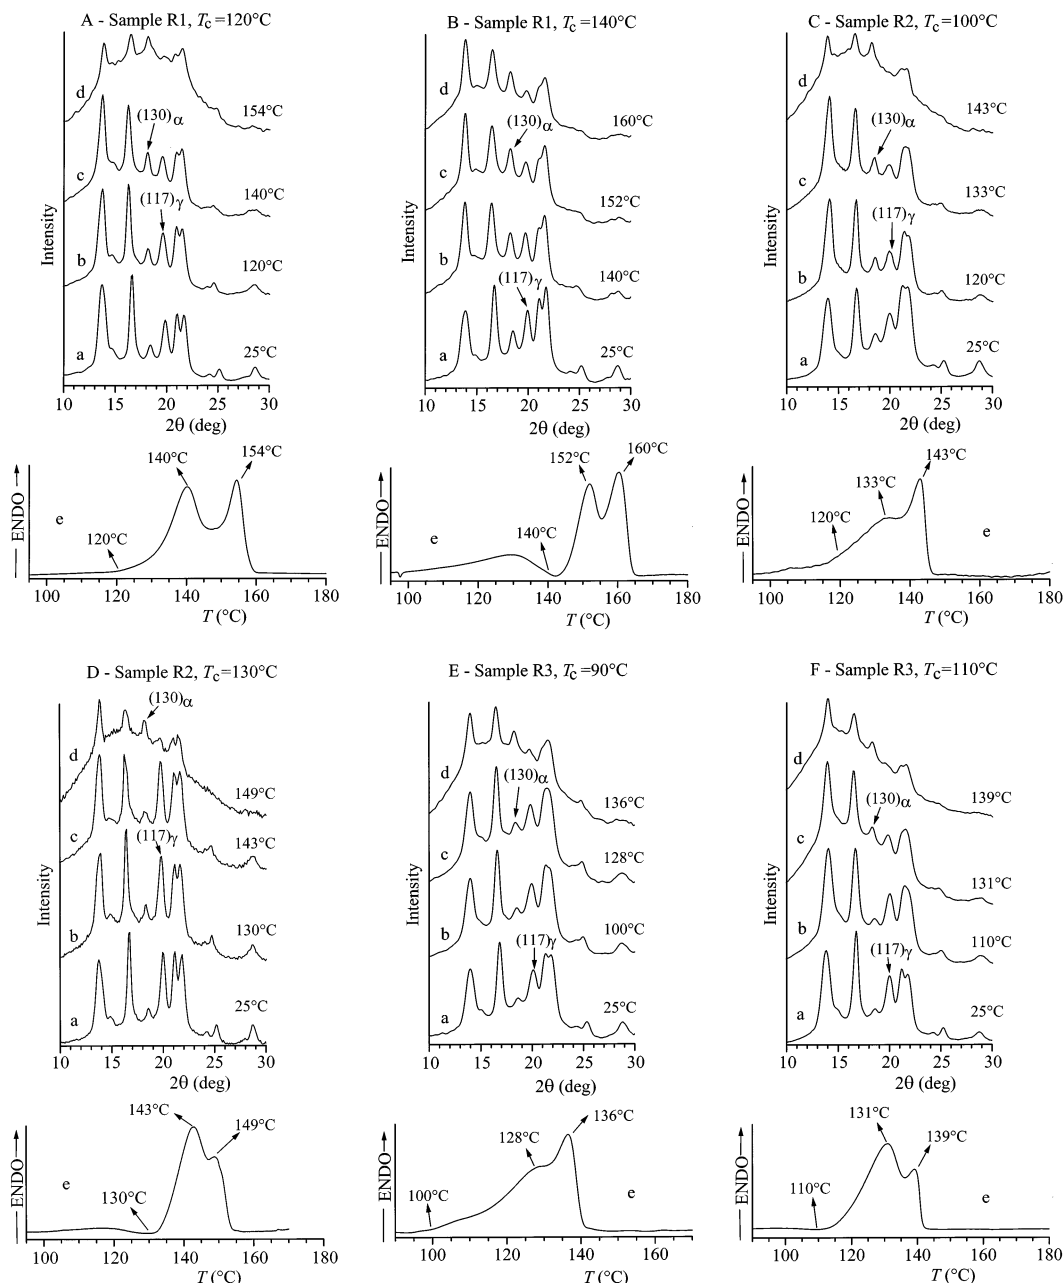 A - Sample R1, Tc=120°C
Intensity
d
154°C
(130)α
c
140°C
(117)γ
b
120°C
a
25°C
10 15 20 25 30
2θ (deg)
B - Sample R1, Tc=140°C
Intensity
d
160°C
(130)α
c
152°C
b
140°C
(117)γ
a
25°C
10 15 20 25 30
2θ (deg)
C - Sample R2, Tc=100°C
Intensity
d
143°C
(130)α
c
133°C
(117)γ
b
120°C
a
25°C
10 15 20 25 30
2θ (deg)
ENDO
140°C
154°C
e
120°C
100 120 140 160 180
T (°C)
ENDO
152°C
160°C
e
140°C
100 120 140 160 180
T (°C)
ENDO
143°C
133°C
120°C
e
100 120 140 160 180
T (°C)
D - Sample R2, Tc=130°C
Intensity
(130)α
d
149°C
c
143°C
(117)γ
b
130°C
a
25°C
10 15 20 25 30
2θ (deg)
E - Sample R3, Tc=90°C
Intensity
d
136°C
(130)α
c
128°C
b
100°C
(117)γ
a
25°C
10 15 20 25 30
2θ (deg)
F - Sample R3, Tc=110°C
Intensity
d
139°C
(130)α
c
131°C
b
110°C
(117)γ
a
25°C
10 15 20 25 30
2θ (deg)
ENDO
143°C
149°C
e
130°C
100 120 140 160 180
T (°C)
ENDO
136°C
128°C
100°C
e
100 120 140 160
T (°C)
ENDO
131°C
139°C
110°C
e
100 120 140 160 180
T (°C)